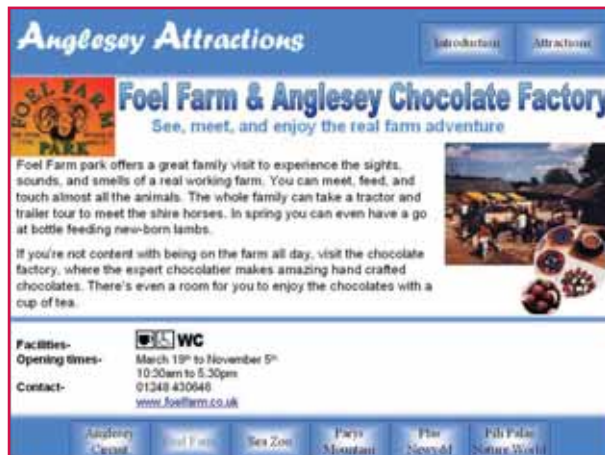 Anglesey Attractions
Introduction
Attractions
FOEL FARM
PARK
Foel Farm & Anglesey Chocolate Factory
See, meet, and enjoy the real farm adventure
Foel Farm park offers a great family visit to experience the sights,
sounds, and smells of a real working farm. You can meet, feed, and
touch almost all the animals. The whole family can take a tractor and
trailer tour to meet the shire horses. In spring you can even have a go
at bottle feeding new-born lambs.
If you're not content with being on the farm all day, visit the chocolate
factory, where the expert chocolatier makes amazing hand crafted
chocolates. There's even a room for you to enjoy the chocolates with a
cup of tea.
Facilities-
WC
Opening times-
March 19th to November 5th
10:30am to 5.30pm
Contact-
01248 430646
www.foelfarm.co.uk
Anglesey
Circuit
Foel Farm
Sea Zoo
Parys
Mountain
Plas
Newydd
Pili Palas
Nature World